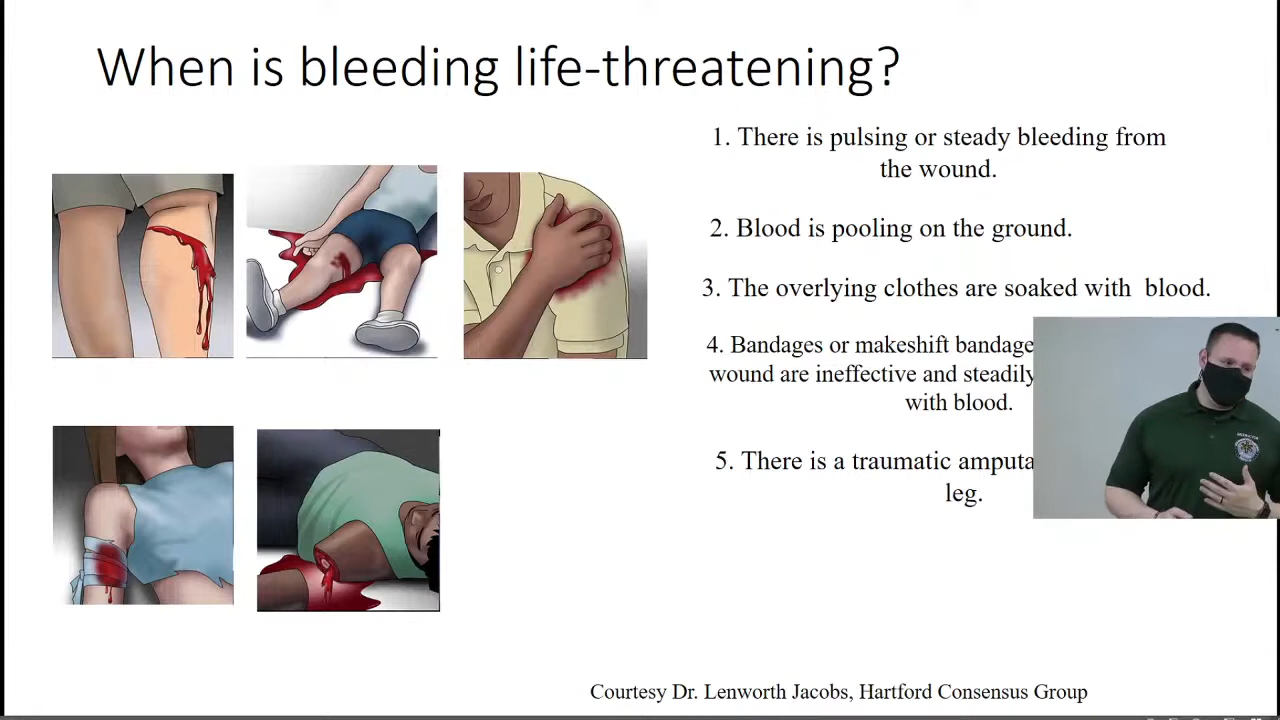 When is bleeding life-threatening?
1. There is pulsing or steady bleeding from
the wound.
2. Blood is pooling on the ground.
3. The overlying clothes are soaked with blood.
4. Bandages or makeshift bandage
wound are ineffective and steadily
with blood.
5. There is a traumatic amputa
leg.
INSTRUCTOR
Courtesy Dr. Lenworth Jacobs, Hartford Consensus Group